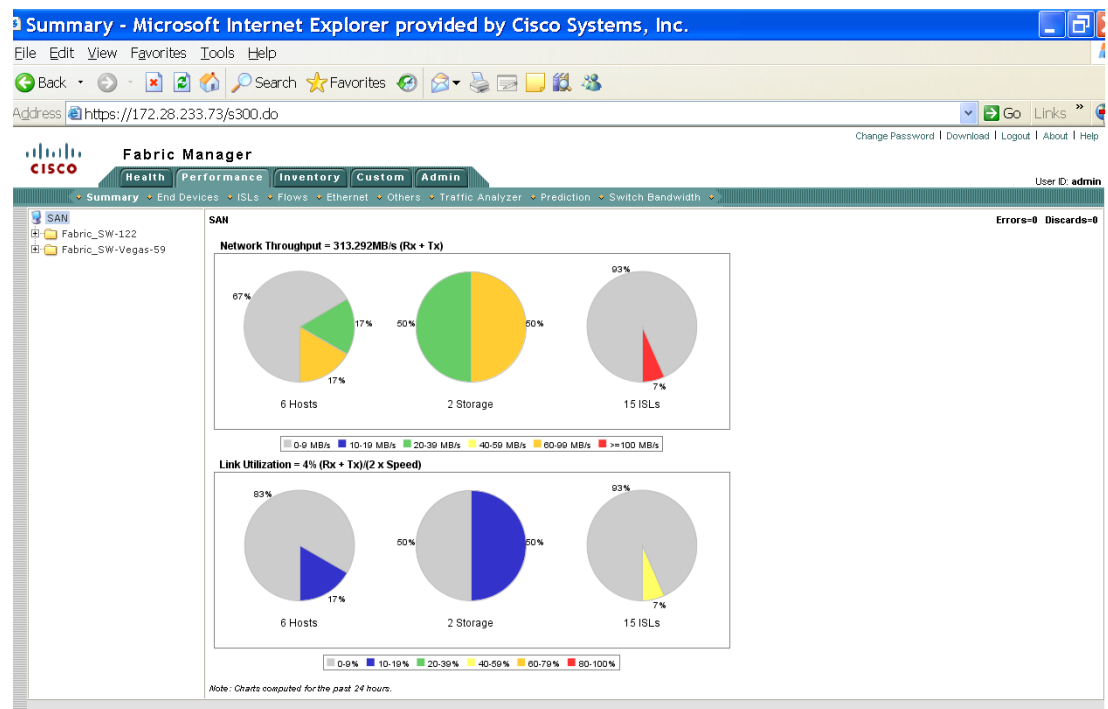 Summary - Microsoft Internet Explorer provided by Cisco Systems, Inc.
File Edit View Favorites Tools Help
Back Search Favorites
Address https://172.28.233.73/s300.do Go Links »
Change Password | Download | Logout | About | Help
CISCO
Fabric Manager
Health Performance Inventory Custom Admin
User ID: admin
Summary End Devices ISLs Flows Ethernet Others Traffic Analyzer Prediction Switch Bandwidth
SAN
Fabric_SW-122
Fabric_SW-Vegas-59
SAN
Errors=0 Discards=0
Network Throughput = 313.292MB/s (Rx + Tx)
67%
17%
17%
6 Hosts
50%
50%
2 Storage
93%
7%
15 ISLs
0-9 MB/s 10-19 MB/s 20-39 MB/s 40-59 MB/s 60-99 MB/s >=100 MB/s
Link Utilization = 4% (Rx + Tx)/(2 x Speed)
83%
17%
6 Hosts
50%
50%
2 Storage
93%
7%
15 ISLs
0-9% 10-19% 20-39% 40-59% 60-79% 80-100%
Note: Charts computed for the past 24 hours.